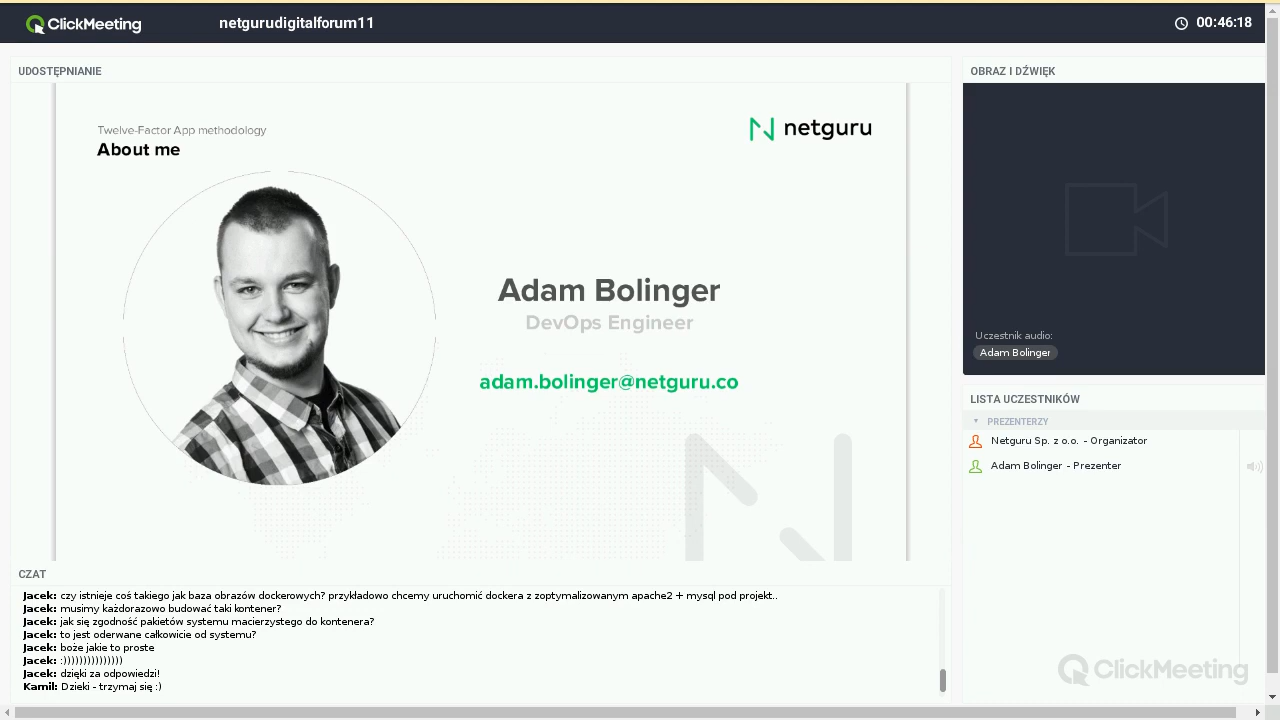 ClickMeeting
netgurudigitalforum11
00:46:18
UDOSTĘPNIANIE
Twelve-Factor App methodology
About me
netguru
Adam Bolinger
DevOps Engineer
adam.bolinger@netguru.co
CZAT
Jacek: czy istnieje coś takiego jak baza obrazów dockerowych? przykładowo chcemy uruchomić dockera z zoptymalizowanym apache2 + mysql pod projekt..
Jacek: musimy każdorazowo budować taki kontener?
Jacek: jak się zgodność pakietów systemu macierzystego do kontenera?
Jacek: to jest oderwane całkowicie od systemu?
Jacek: boże jakie to proste
Jacek: :)))))))))))))))
Jacek: dzięki za odpowiedzi!
Kamil: Dzieki - trzymaj się :)
OBRAZ I DŹWIĘK
Uczestnik audio:
Adam Bolinger
LISTA UCZESTNIKÓW
PREZENTERZY
Netguru Sp. z o.o. - Organizator
Adam Bolinger - Prezenter
ClickMeeting